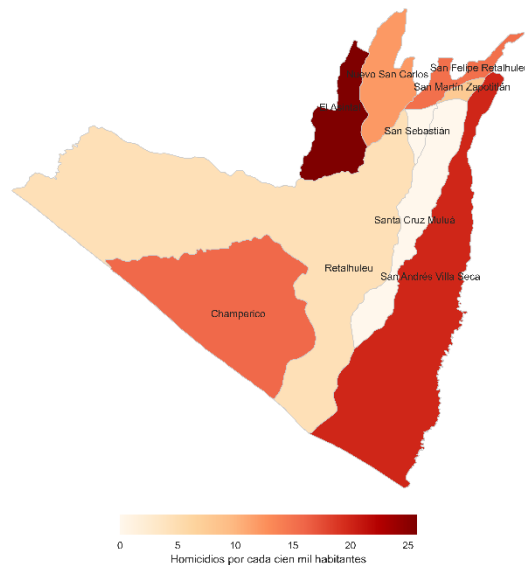 San Felipe Retalhuleu
Nuevo San Carlos
San Martín Zapotitlán
San Sebastián
Santa Cruz Muluá
Retalhuleu
San Andrés Villa Seca
Champerico
0 5 10 15 20 25
Homicidios por cada cien mil habitantes